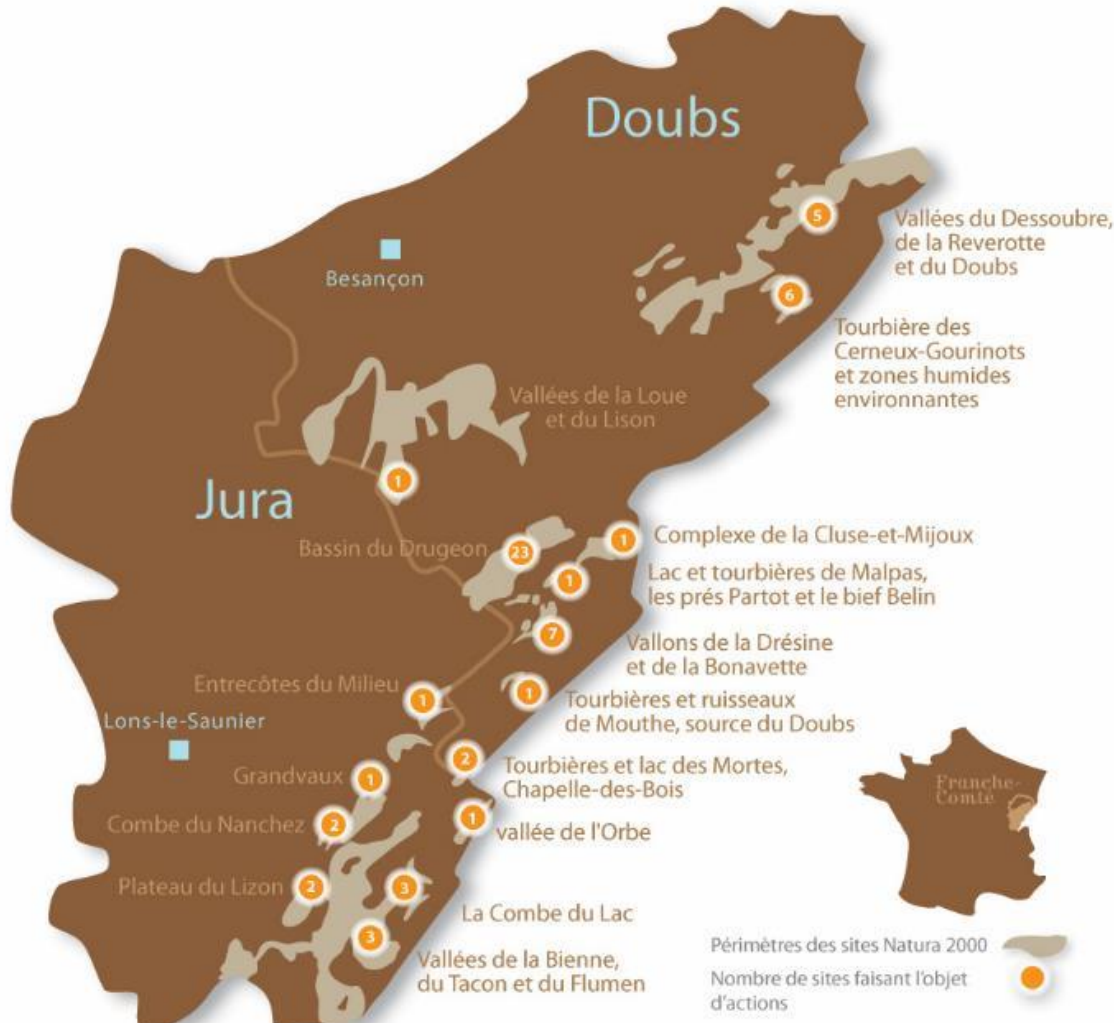 Doubs
Besançon
5
Vallées du Dessoubre,
de la Reverotte
et du Doubs
6
Tourbière des
Cerneux-Gourinots
et zones humides
environnantes
Vallées de la Loue
et du Lison
1
Jura
Bassin du Drugeon
23
1
Complexe de la Cluse-et-Mijoux
1
Lac et tourbières de Malpas,
les prés Partot et le bief Belin
7
Vallons de la Drésine
et de la Bonavette
Entrecôtes du Milieu
1
1
Tourbières et ruisseaux
de Mouthe, source du Doubs
Lons-le-Saunier
2
Tourbières et lac des Mortes,
Chapelle-des-Bois
Grandvaux
1
Combe du Nanchez
2
1
vallée de l'Orbe
Plateau du Lizon
2
3
La Combe du Lac
3
Vallées de la Bienne,
du Tacon et du Flumen
Franche-
Comté
Périmètres des sites Natura 2000
Nombre de sites faisant l'objet
d'actions